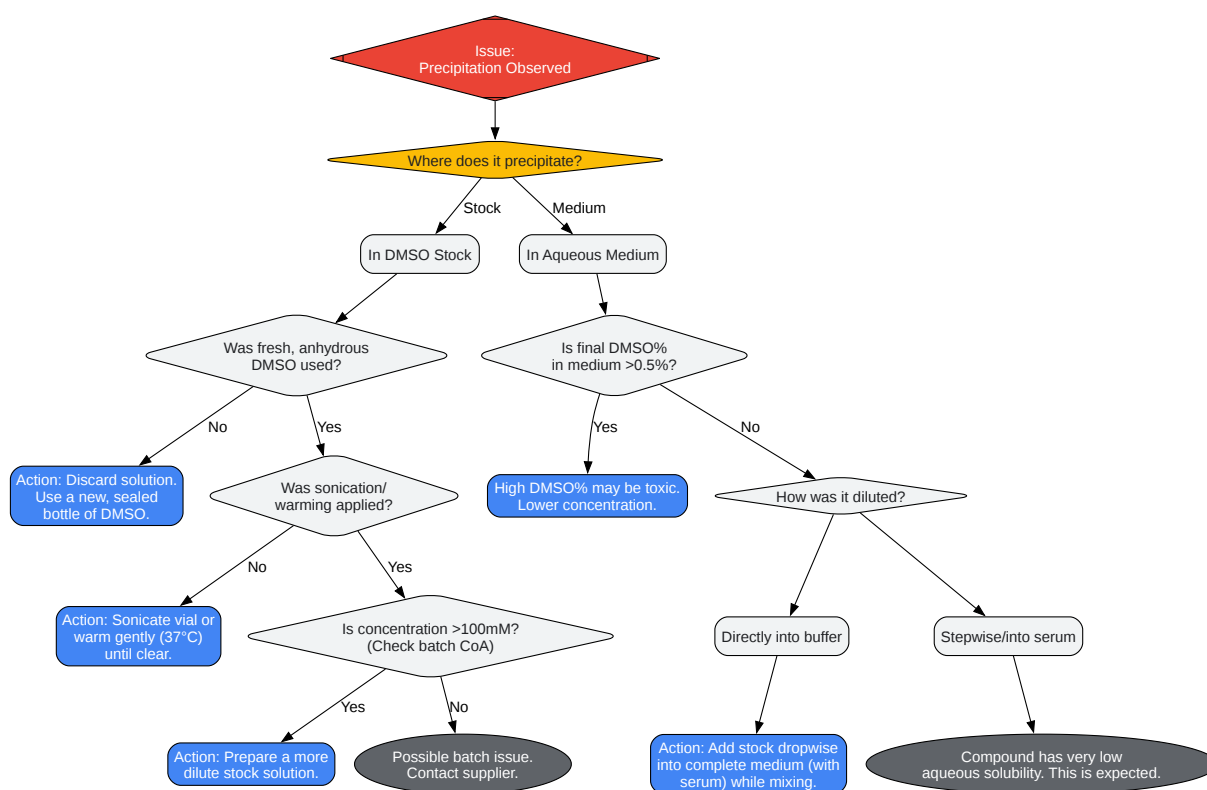 Issue:
Precipitation Observed
Where does it precipitate?
Stock
Medium
In DMSO Stock
In Aqueous Medium
Was fresh, anhydrous
DMSO used?
Is final DMSO%
in medium >0.5%?
No
Yes
Yes
No
Action: Discard solution.
Use a new, sealed
bottle of DMSO.
Was sonication/
warming applied?
High DMSO% may be toxic.
Lower concentration.
How was it diluted?
No
Yes
Action: Sonicate vial or
warm gently (37°C)
until clear.
Is concentration >100mM?
(Check batch CoA)
Directly into buffer
Stepwise/into serum
Yes
No
Action: Prepare a more
dilute stock solution.
Possible batch issue.
Contact supplier.
Action: Add stock dropwise
into complete medium (with
serum) while mixing.
Compound has very low
aqueous solubility. This is expected.